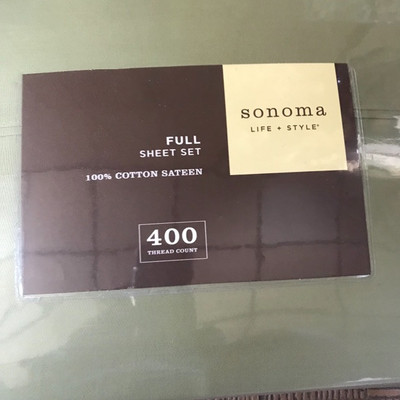 sonoma
LIFE + STYLE®
FULL
SHEET SET
100% COTTON SATEEN
400
THREAD COUNT